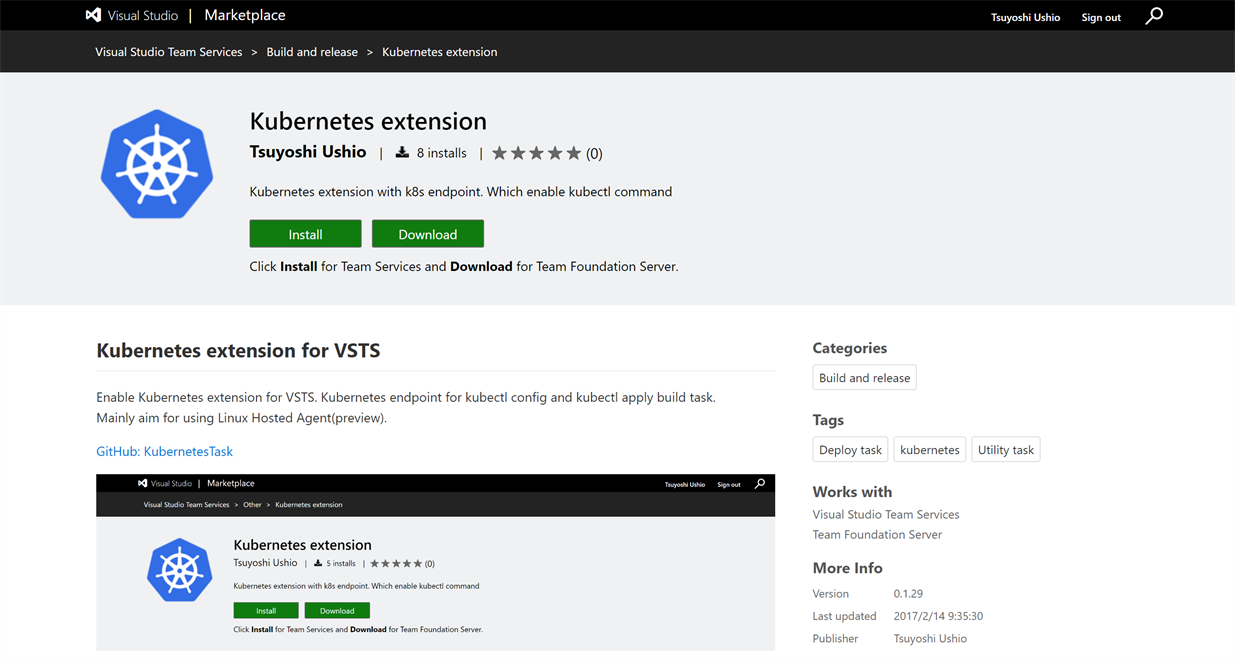 Visual Studio | Marketplace
Tsuyoshi Ushio Sign out
Visual Studio Team Services > Build and release > Kubernetes extension
Kubernetes extension
Tsuyoshi Ushio | 8 installs | ★★★★★ (0)
Kubernetes extension with k8s endpoint. Which enable kubectl command
Install Download
Click Install for Team Services and Download for Team Foundation Server.
Kubernetes extension for VSTS
Enable Kubernetes extension for VSTS. Kubernetes endpoint for kubectl config and kubectl apply build task.
Mainly aim for using Linux Hosted Agent(preview).
GitHub: KubernetesTask
Visual Studio | Marketplace
Tsuyoshi Ushio Sign out
Visual Studio Team Services > Other > Kubernetes extension
Kubernetes extension
Tsuyoshi Ushio | 5 installs | ★★★★★ (0)
Kubernetes extension with k8s endpoint. Which enable kubectl command
Install Download
Click Install for Team Services and Download for Team Foundation Server.
Categories
Build and release
Tags
Deploy task kubernetes Utility task
Works with
Visual Studio Team Services
Team Foundation Server
More Info
Version 0.1.29
Last updated 2017/2/14 9:35:30
Publisher Tsuyoshi Ushio